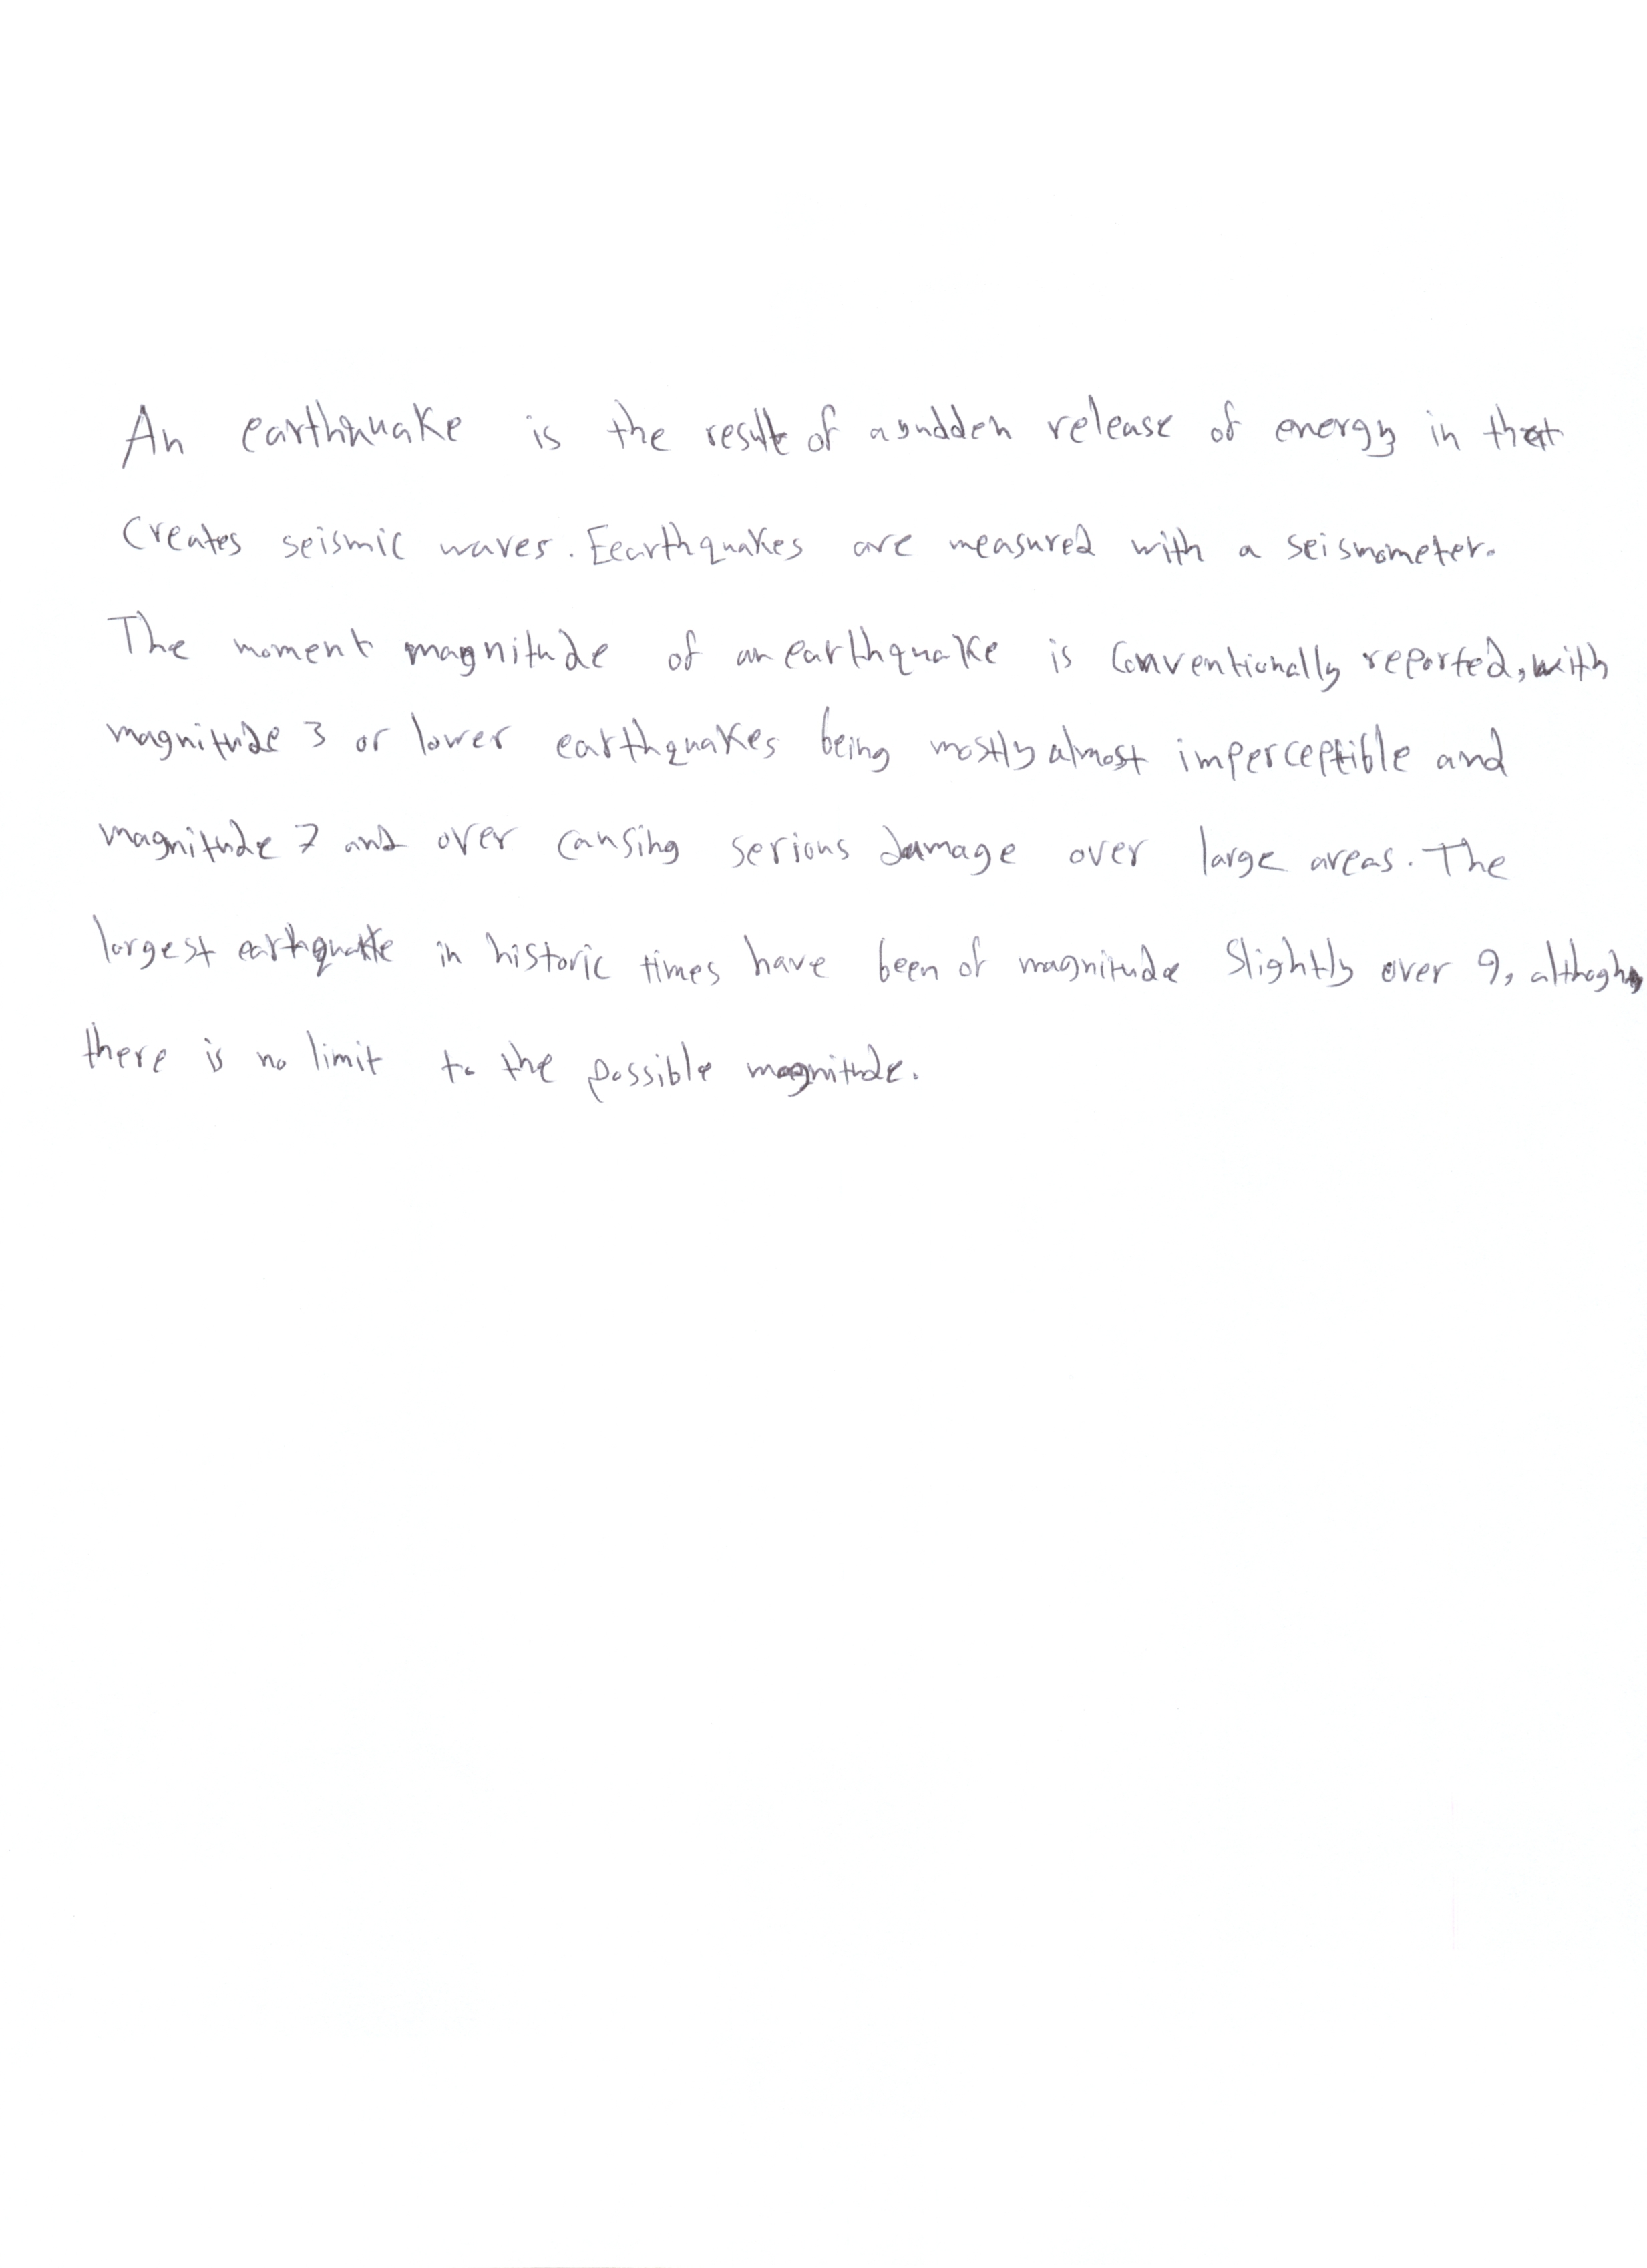 An earthquake is the result of a sudden release of energy in that
Creates seismic waves. Eearthquakes are measured with a seismometer.
The moment magnitude of an earthquake is Conventionally reported, with
magnitude 3 or lower earthquakes being mostly almost imperceptible and
magnitude 7 and over causing serious damage over large areas. The
largest earthquake in historic times have been of magnitude Slightly over 9, althogh
there is no limit to the possible magnitude.